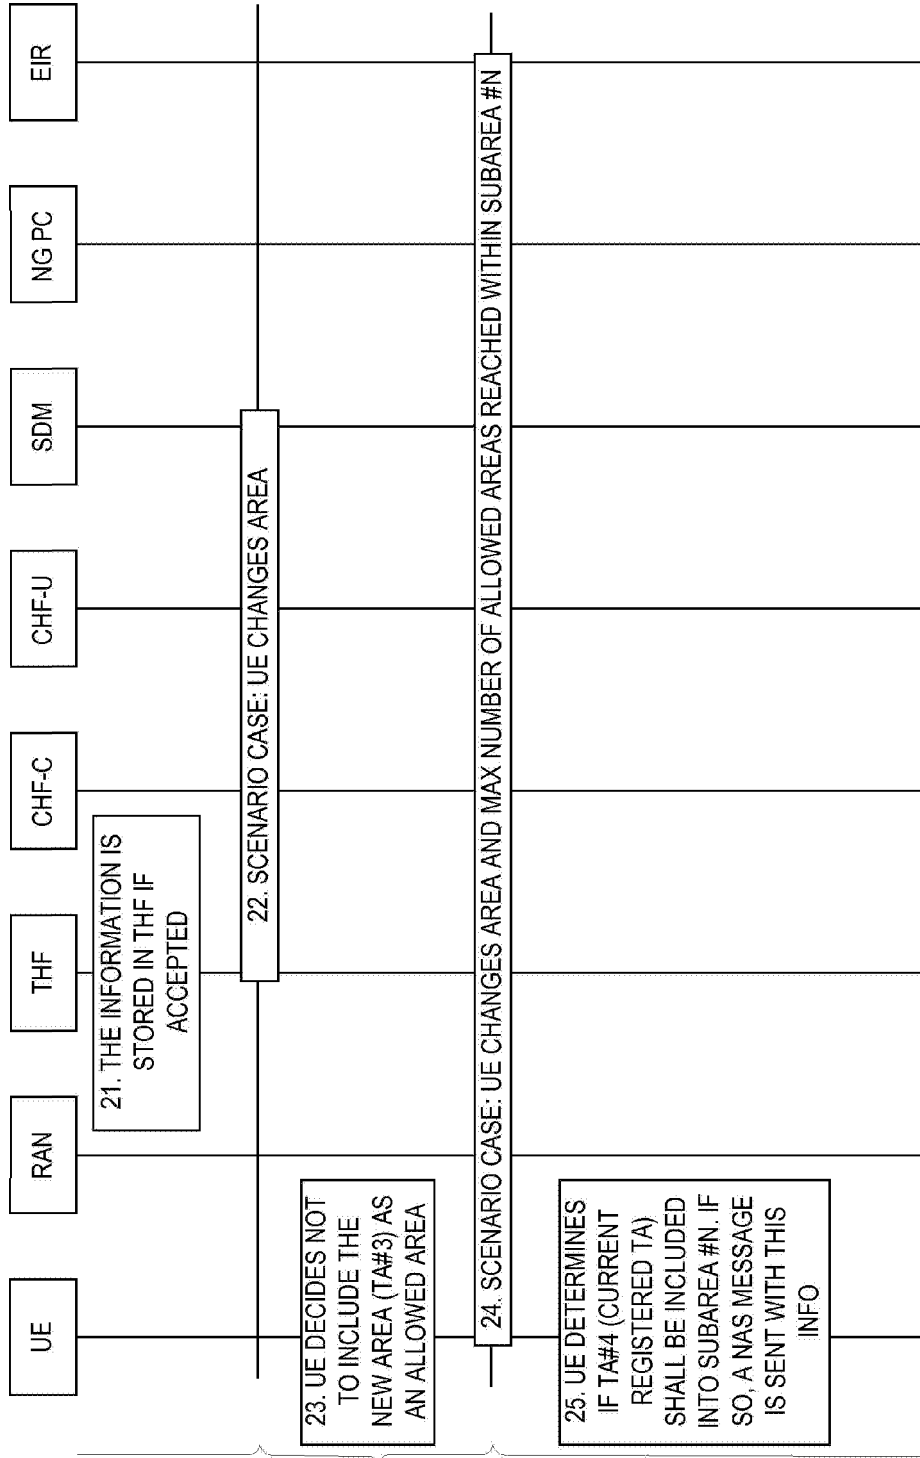 UE
RAN
THF
CHF-C
CHF-U
SDM
NG PC
EIR
21. THE INFORMATION IS
STORED IN THF IF
ACCEPTED
22. SCENARIO CASE: UE CHANGES AREA
23. UE DECIDES NOT
TO INCLUDE THE
NEW AREA (TA#3) AS
AN ALLOWED AREA
24. SCENARIO CASE: UE CHANGES AREA AND MAX NUMBER OF ALLOWED AREAS REACHED WITHIN SUBAREA #N
25. UE DETERMINES
IF TA#4 (CURRENT
REGISTERED TA)
SHALL BE INCLUDED
INTO SUBAREA #N. IF
SO, A NAS MESSAGE
IS SENT WITH THIS
INFO